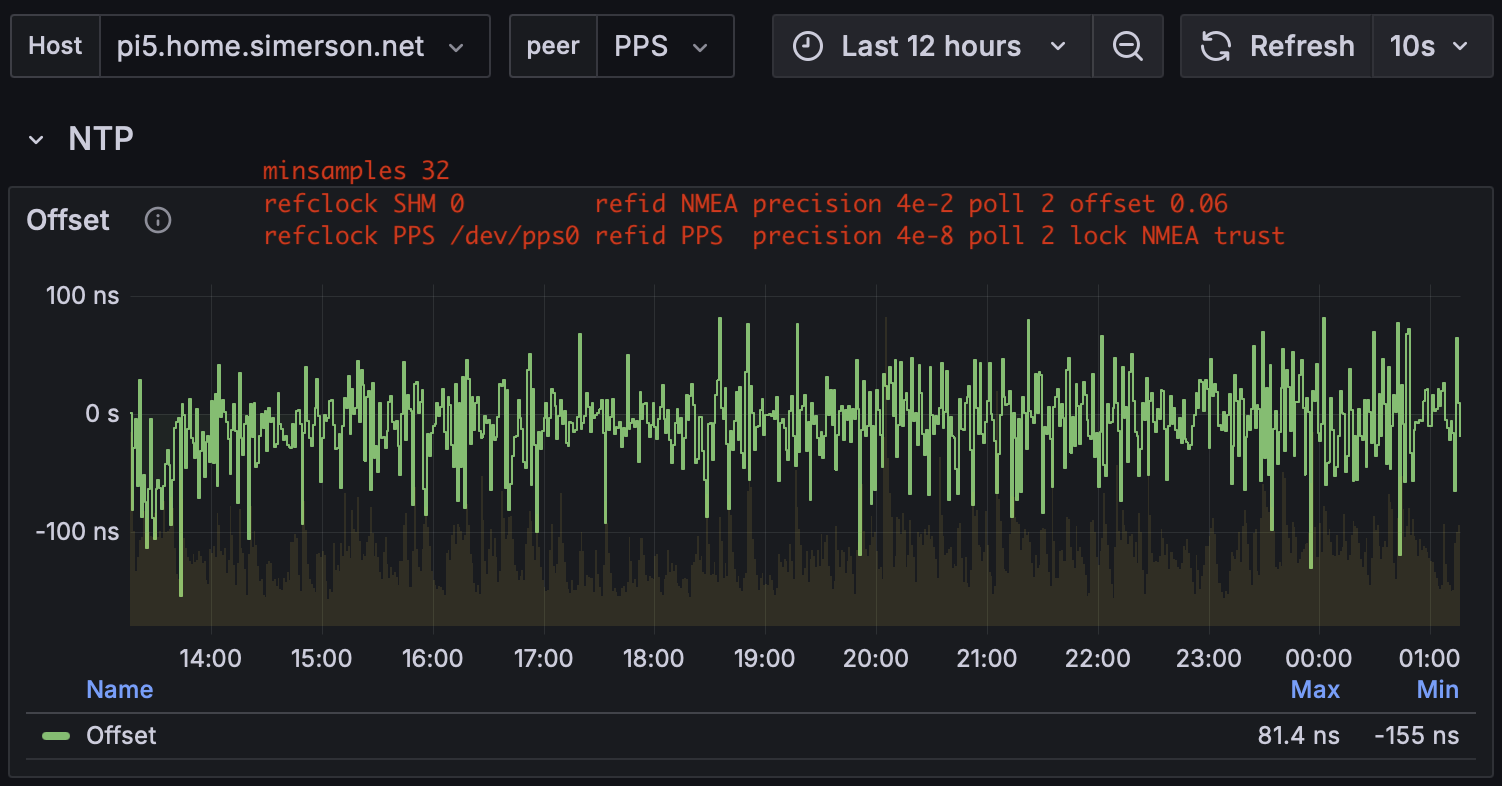 Host pi5.home.simerson.net peer PPS Last 12 hours Refresh 10s
NTP
minsamples 32
refclock SHM 0 refid NMEA precision 4e-2 poll 2 offset 0.06
Offset
refclock PPS /dev/pps0 refid PPS precision 4e-8 poll 2 lock NMEA trust
100 ns
0 s
-100 ns
14:00 15:00 16:00 17:00 18:00 19:00 20:00 21:00 22:00 23:00 00:00 01:00
Name Max Min
Offset 81.4 ns -155 ns